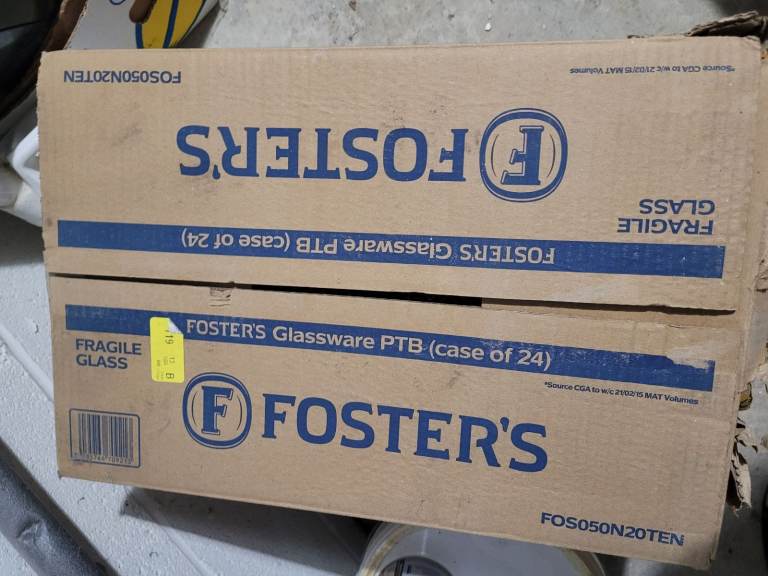 FOS050N20TEN
*Source CGA to w/c 21/02/15 MAT Volumes
F FOSTER'S
FRAGILE
GLASS
FOSTER'S Glassware PTB (case of 24)
FOSTER'S Glassware PTB (case of 24)
FRAGILE
GLASS
*Source CGA to w/c 21/02/15 MAT Volumes
F FOSTER'S
FOS050N20TEN